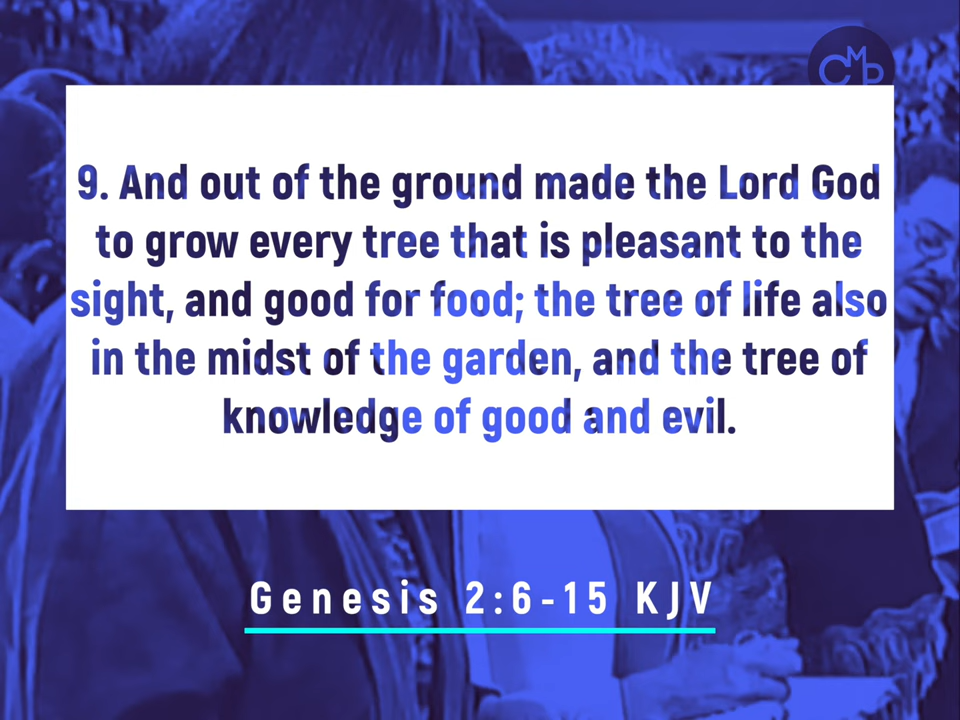 CMD
9. And out of the ground made the Lord God
to grow every tree that is pleasant to the
sight, and good for food; the tree of life also
in the midst of the garden, and the tree of
knowledge of good and evil.
Genesis 2:6-15 KJV